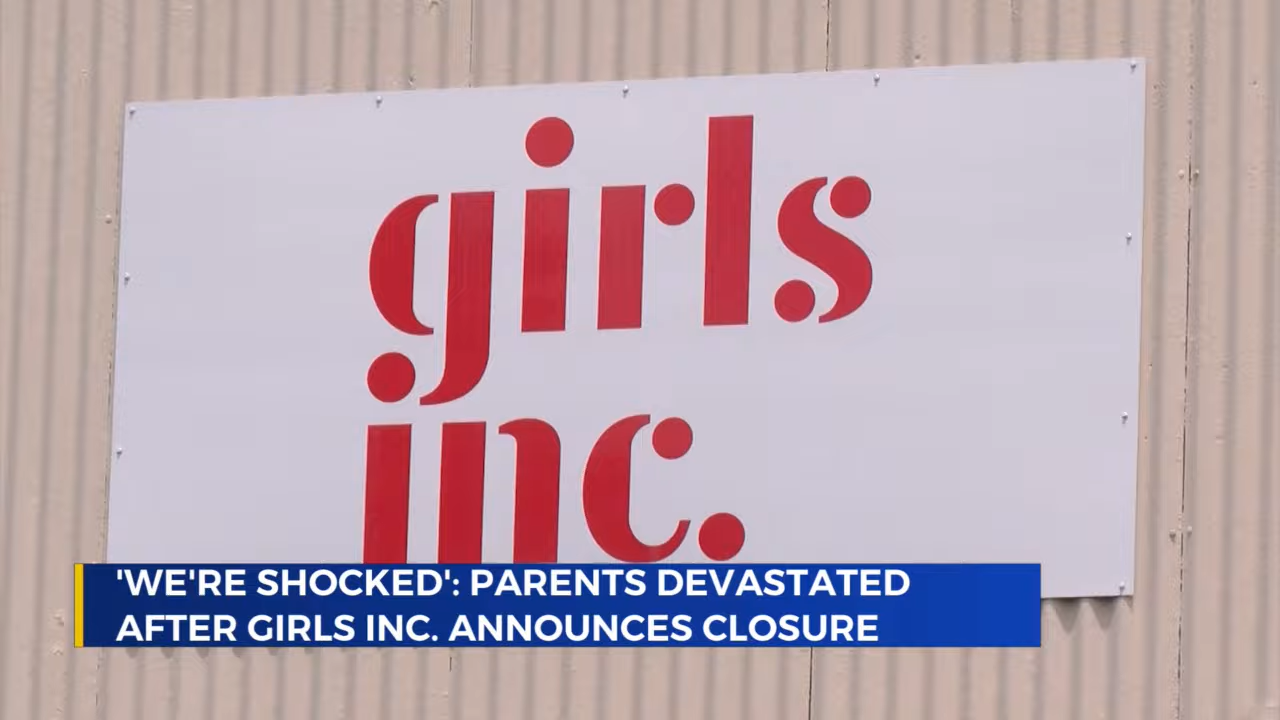 girls
inc.
'WE'RE SHOCKED': PARENTS DEVASTATED
AFTER GIRLS INC. ANNOUNCES CLOSURE